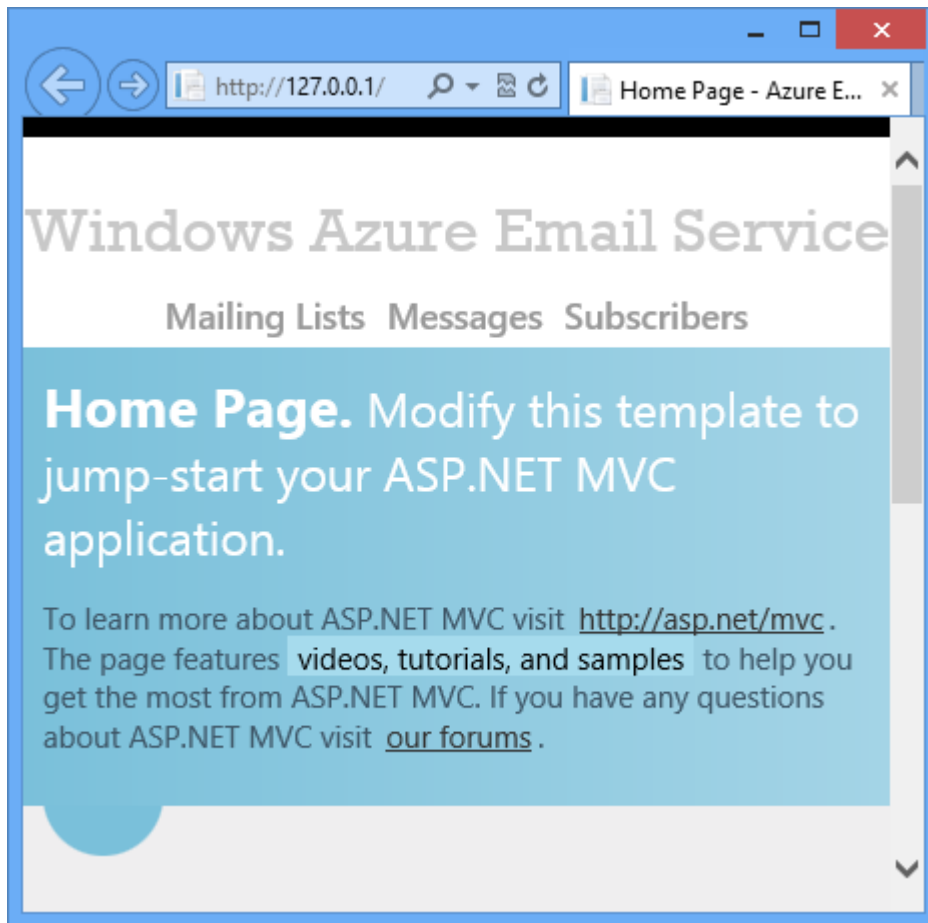 http://127.0.0.1/
Home Page - Azure E...
Windows Azure Email Service
Mailing Lists Messages Subscribers
Home Page. Modify this template to
jump-start your ASP.NET MVC
application.
To learn more about ASP.NET MVC visit http://asp.net/mvc .
The page features videos, tutorials, and samples to help you
get the most from ASP.NET MVC. If you have any questions
about ASP.NET MVC visit our forums .